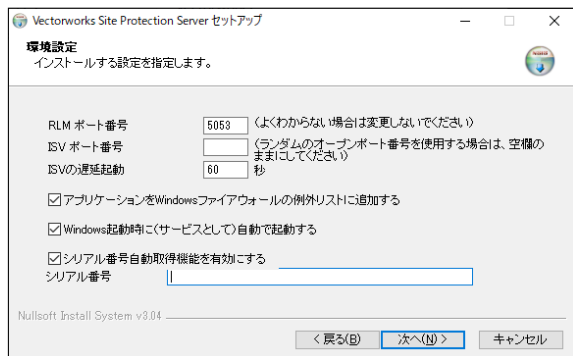 Vectorworks Site Protection Server セットアップ
環境設定
インストールする設定を指定します。
RLM ポート番号 5053 (よくわからない場合は変更しないでください)
ISV ポート番号 (ランダムのオープンポート番号を使用する場合は、空欄の
ままにしてください)
ISVの遅延起動 60 秒
アプリケーションをWindowsファイアウォールの例外リストに追加する
Windows起動時に(サービスとして)自動で起動する
シリアル番号自動取得機能を有効にする
シリアル番号
Nullsoft Install System v3.04
< 戻る(B) 次へ(N) > キャンセル